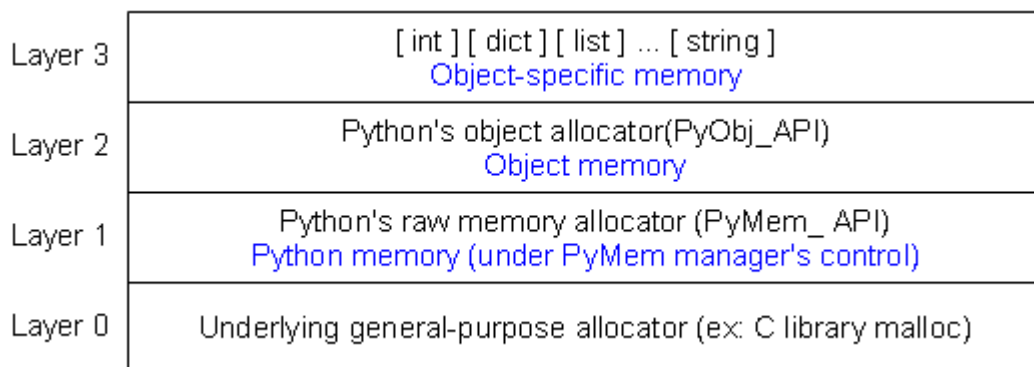 Layer 3
[ int ] [ dict ] [ list ] ... [ string ]
Object-specific memory
Layer 2
Python's object allocator(PyObj_API)
Object memory
Layer 1
Python's raw memory allocator (PyMem_ API)
Python memory (under PyMem manager's control)
Layer 0
Underlying general-purpose allocator (ex: C library malloc)